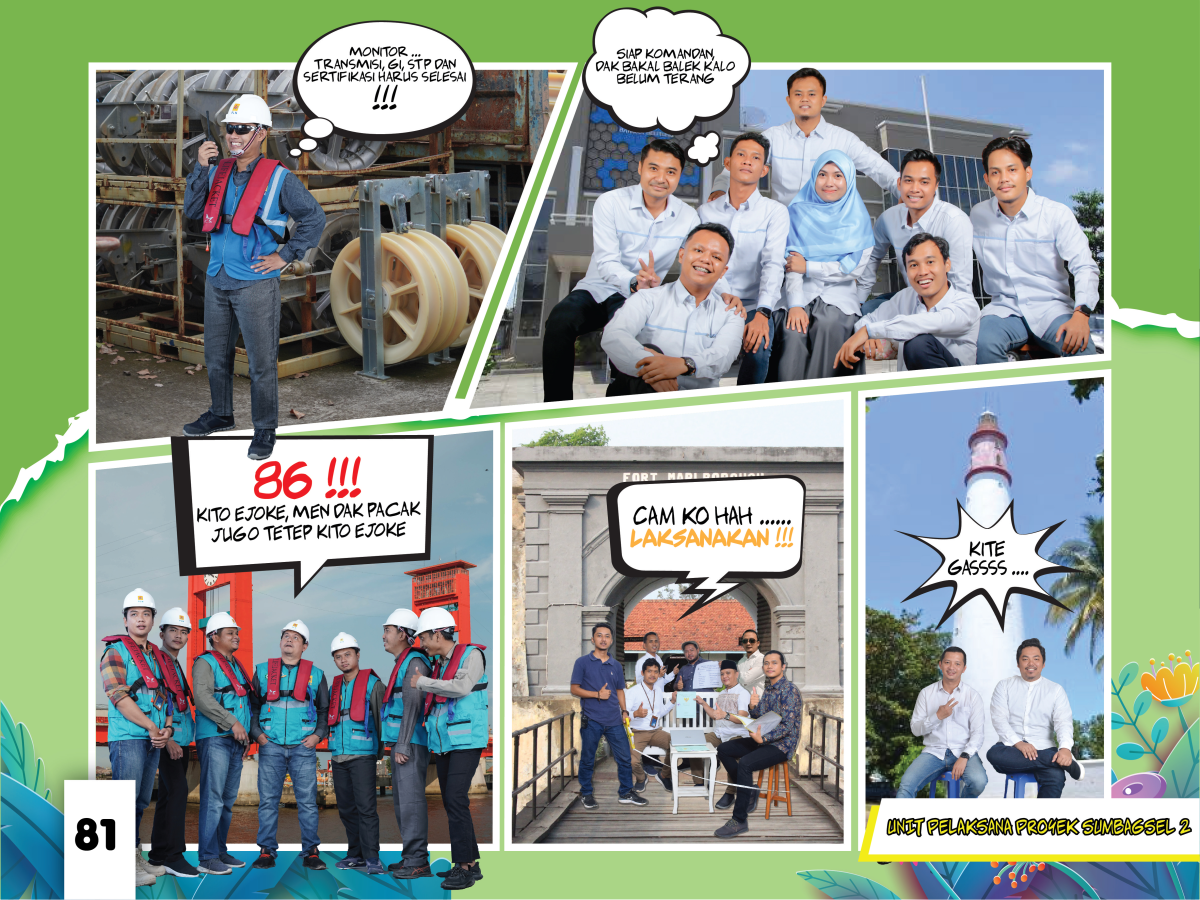 MONITOR ...
TRANSMISI, GI, STP DAN
SERTIFIKASI HARUS SELESAI
!!!
SIAP KOMANDAN,
DAK BAKAL BALEK KALO
BELUM TERANG
86 !!!
KITO EJOKE, MEN DAK PACAK
JUGO TETEP KITO EJOKE
FORT MARLBOROUGH
CAM KO HAH ......
LAKSANAKAN !!!
KITE
GASSSS ....
81
UNIT PELAKSANA PROYEK SUMBAGSEL 2